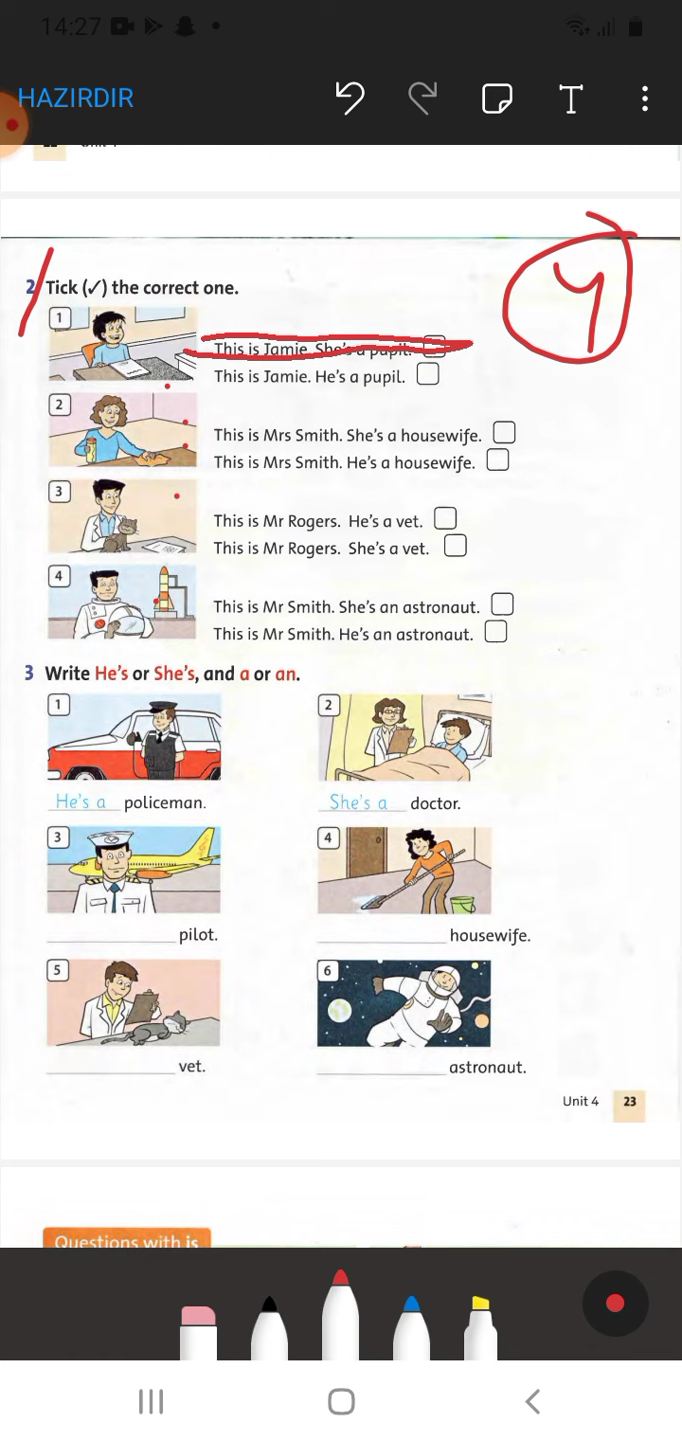 14:27
HAZIRDIR
T
Unit 4
4
2 Tick (✓) the correct one.
1
This is Jamie. She's a pupil.
This is Jamie. He's a pupil.
2
This is Mrs Smith. She's a housewife.
This is Mrs Smith. He's a housewife.
3
This is Mr Rogers. He's a vet.
This is Mr Rogers. She's a vet.
4
This is Mr Smith. She's an astronaut.
This is Mr Smith. He's an astronaut.
3 Write He's or She's, and a or an.
1
He's a policeman.
2
She's a doctor.
3
pilot.
4
housewife.
5
vet.
6
astronaut.
Unit 4 23
Questions with is